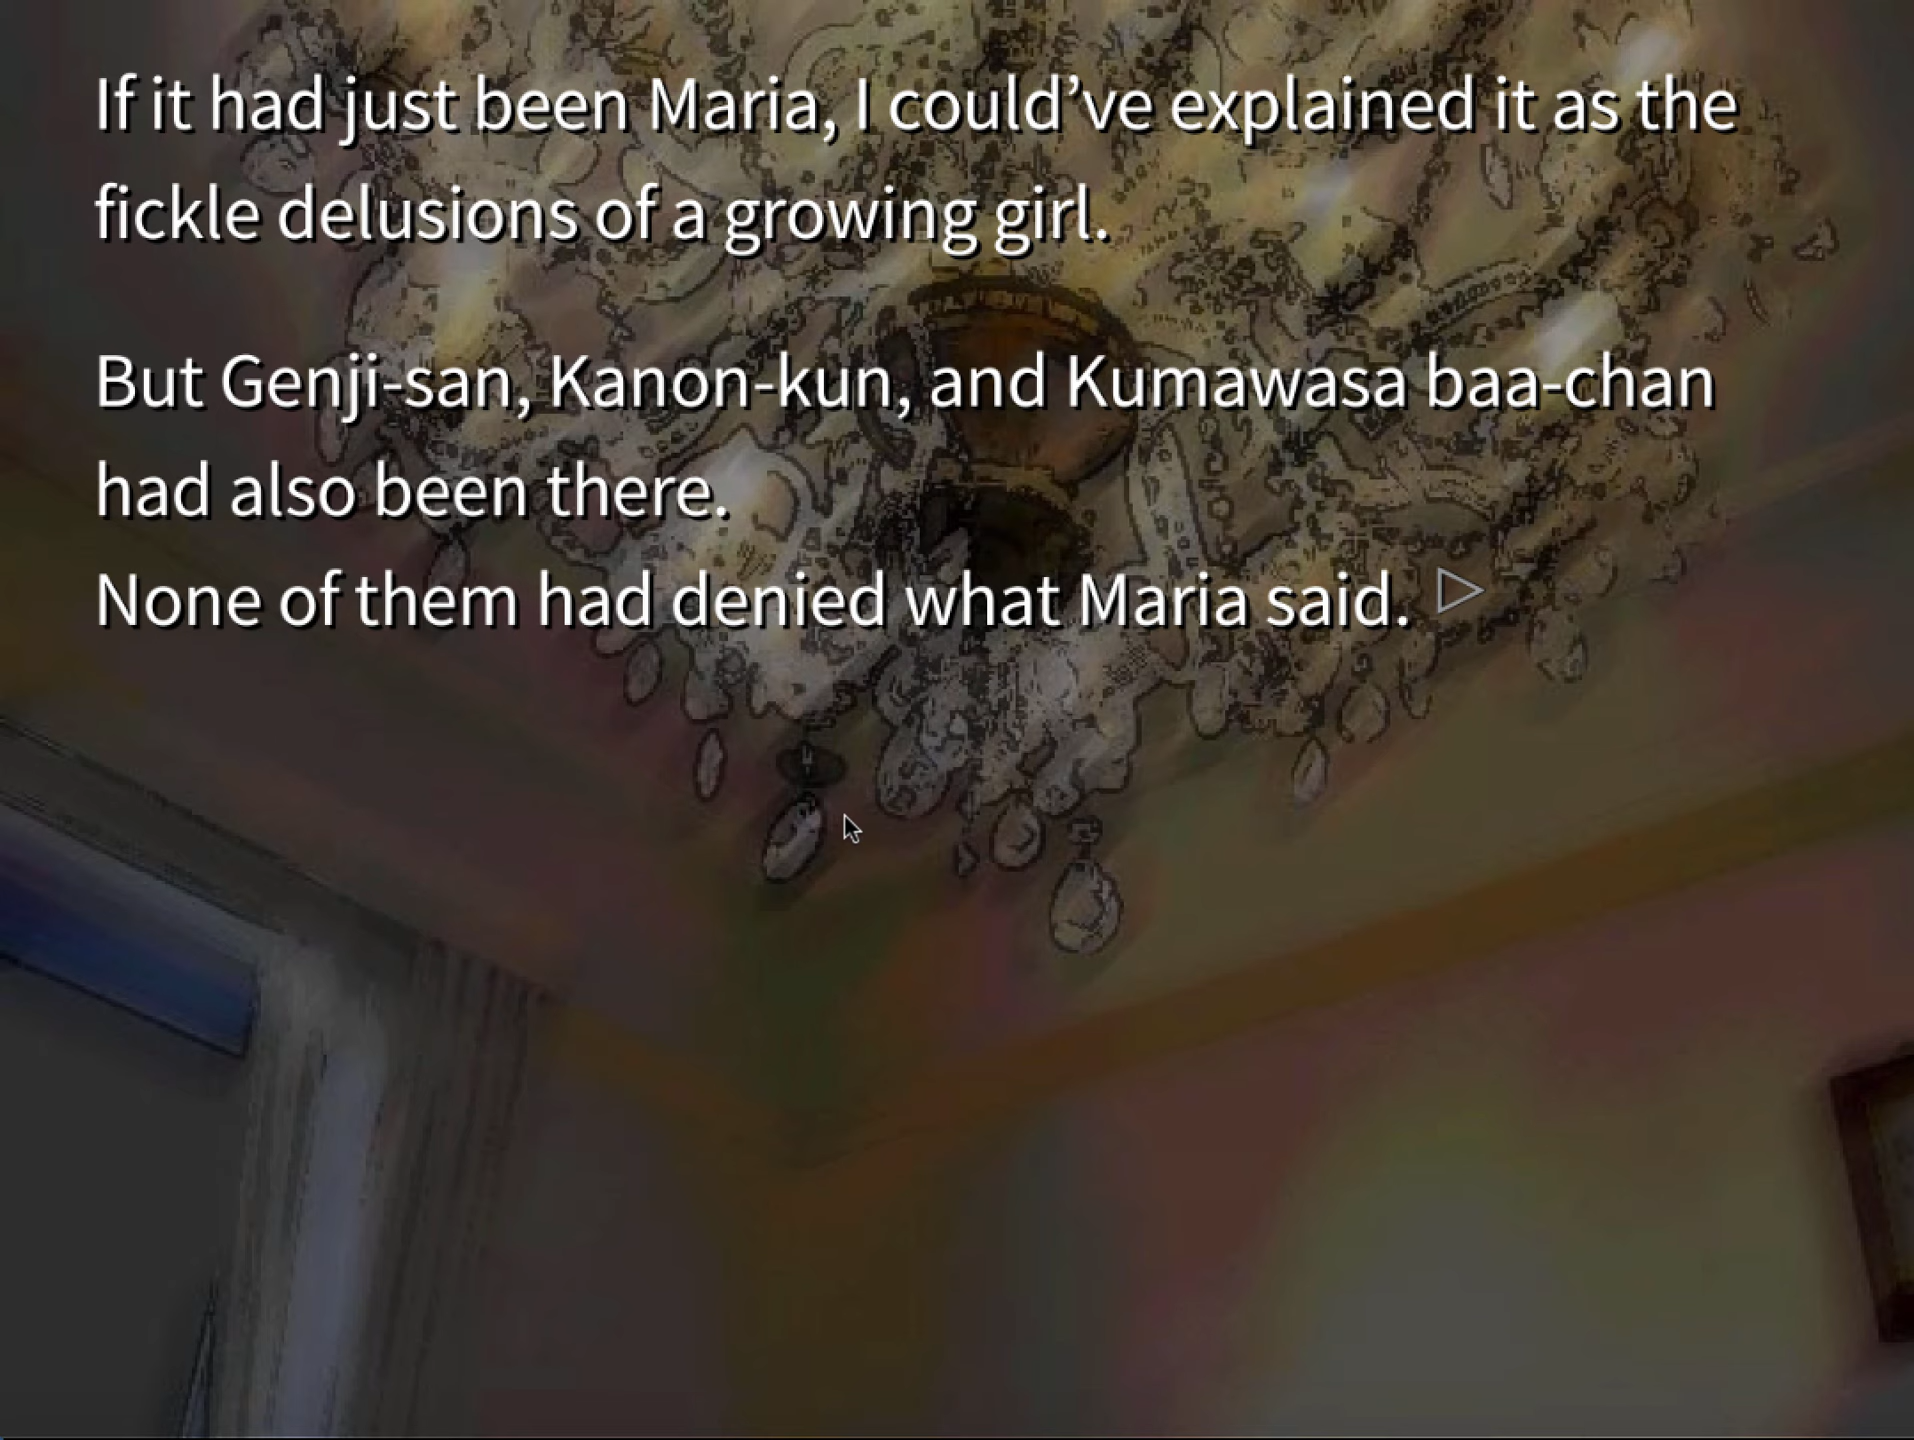 If it had just been Maria, I could’ve explained it as the
fickle delusions of a growing girl.
But Genji-san, Kanon-kun, and Kumawasa baa-chan
had also been there.
None of them had denied what Maria said.